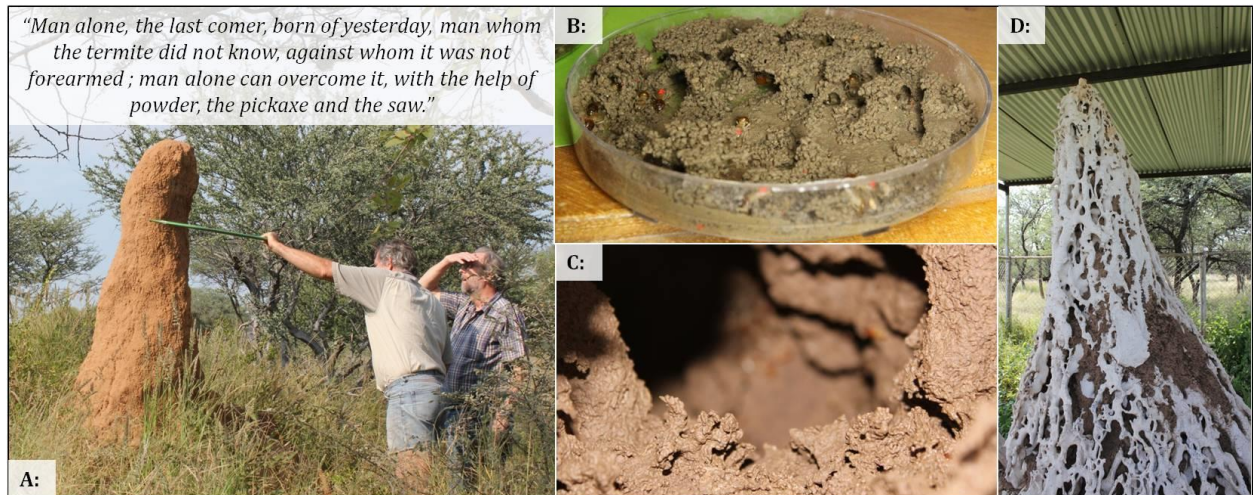 “Man alone, the last comer, born of yesterday, man whom
the termite did not know, against whom it was not
forearmed ; man alone can overcome it, with the help of
powder, the pickaxe and the saw.”
A:
B:
C:
D: